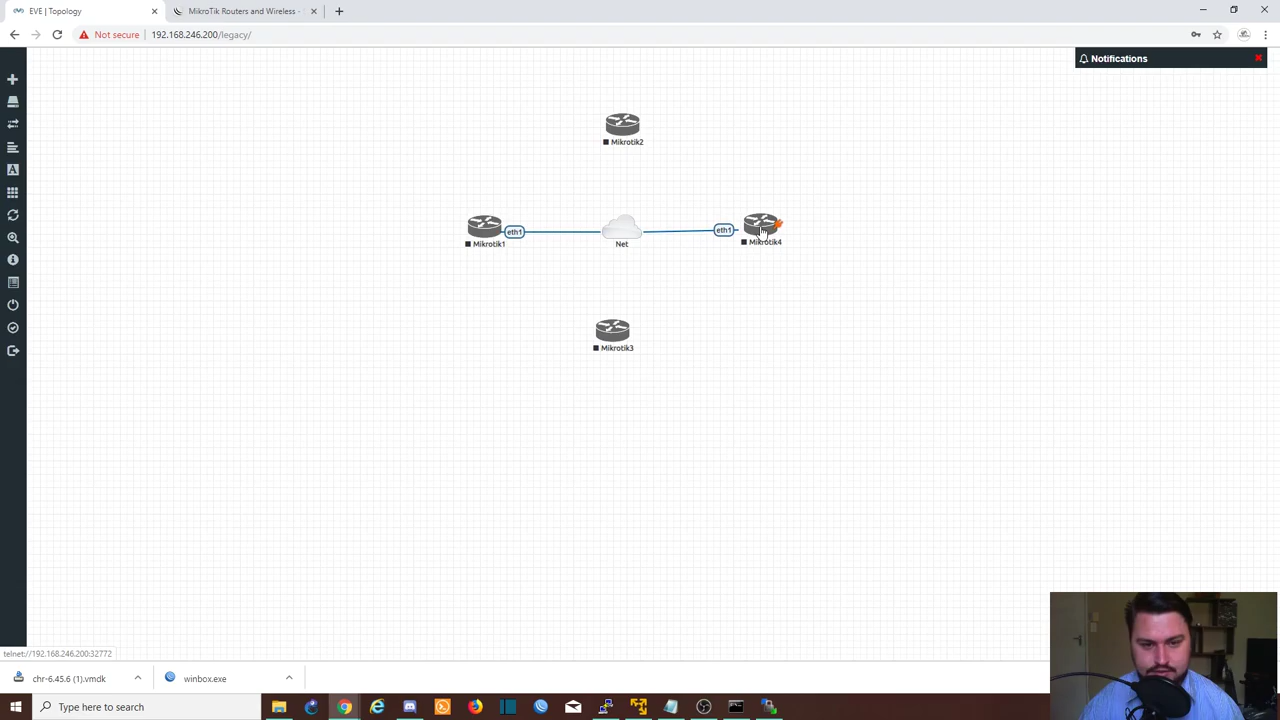 EVE | Topology
MikroTik Routers and Wireless -
Not secure
192.168.246.200/legacy/
Notifications
Mikrotik2
Mikrotik1
eth1
Net
eth1
Mikrotik4
Mikrotik3
telnet://192.168.246.200:32772
chr-6.45.6 (1).vmdk
winbox.exe
Type here to search